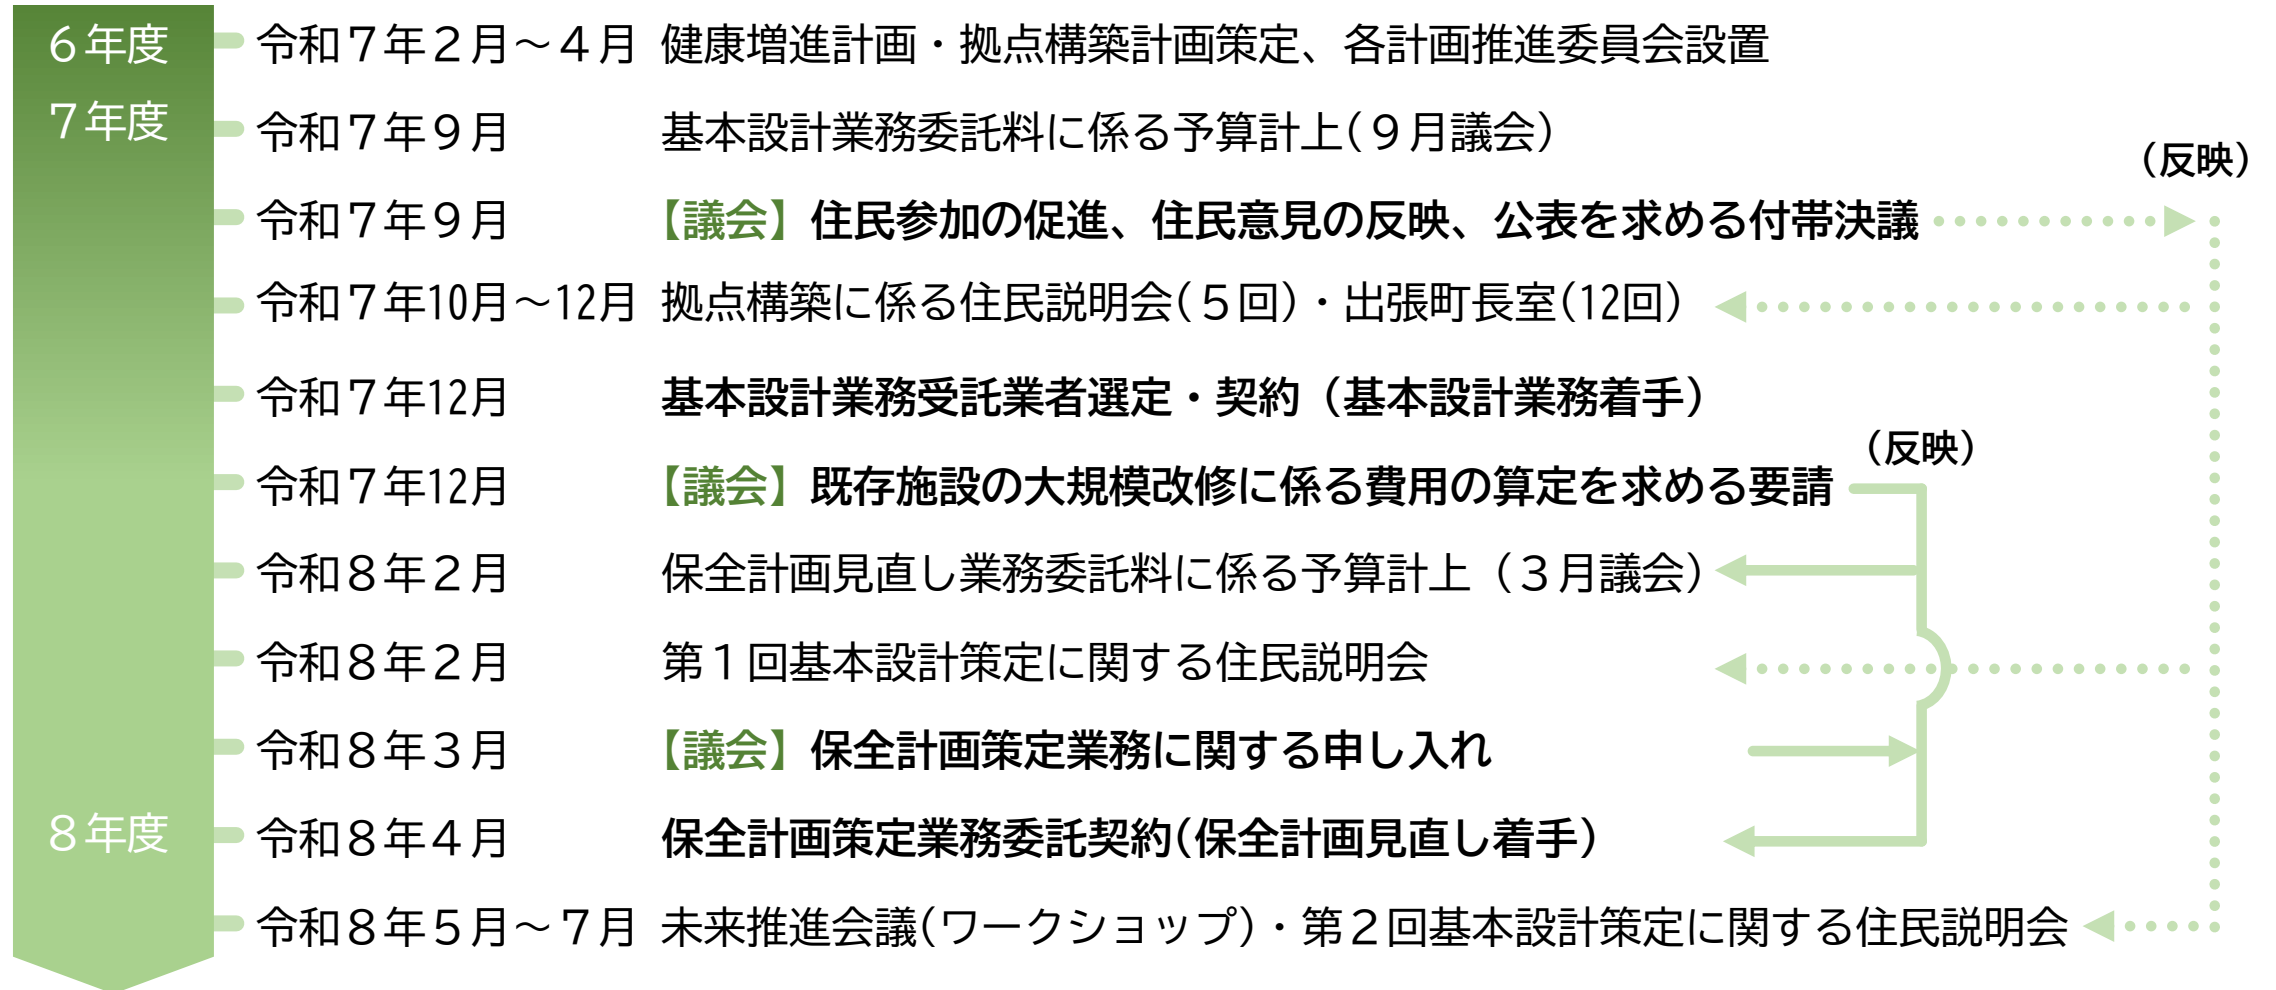 6年度 令和7年2月～4月 健康増進計画・拠点構築計画策定、各計画推進委員会設置
7年度 令和7年9月 基本設計業務委託料に係る予算計上(9月議会)
(反映)
令和7年9月 【議会】住民参加の促進、住民意見の反映、公表を求める付帯決議
令和7年10月～12月 拠点構築に係る住民説明会(5回)・出張町長室(12回)
令和7年12月 基本設計業務受託業者選定・契約(基本設計業務着手)
(反映)
令和7年12月 【議会】既存施設の大規模改修に係る費用の算定を求める要請
令和8年2月 保全計画見直し業務委託料に係る予算計上(3月議会)
令和8年2月 第1回基本設計策定に関する住民説明会
令和8年3月 【議会】保全計画策定業務に関する申し入れ
8年度 令和8年4月 保全計画策定業務委託契約(保全計画見直し着手)
令和8年5月～7月 未来推進会議(ワークショップ)・第2回基本設計策定に関する住民説明会